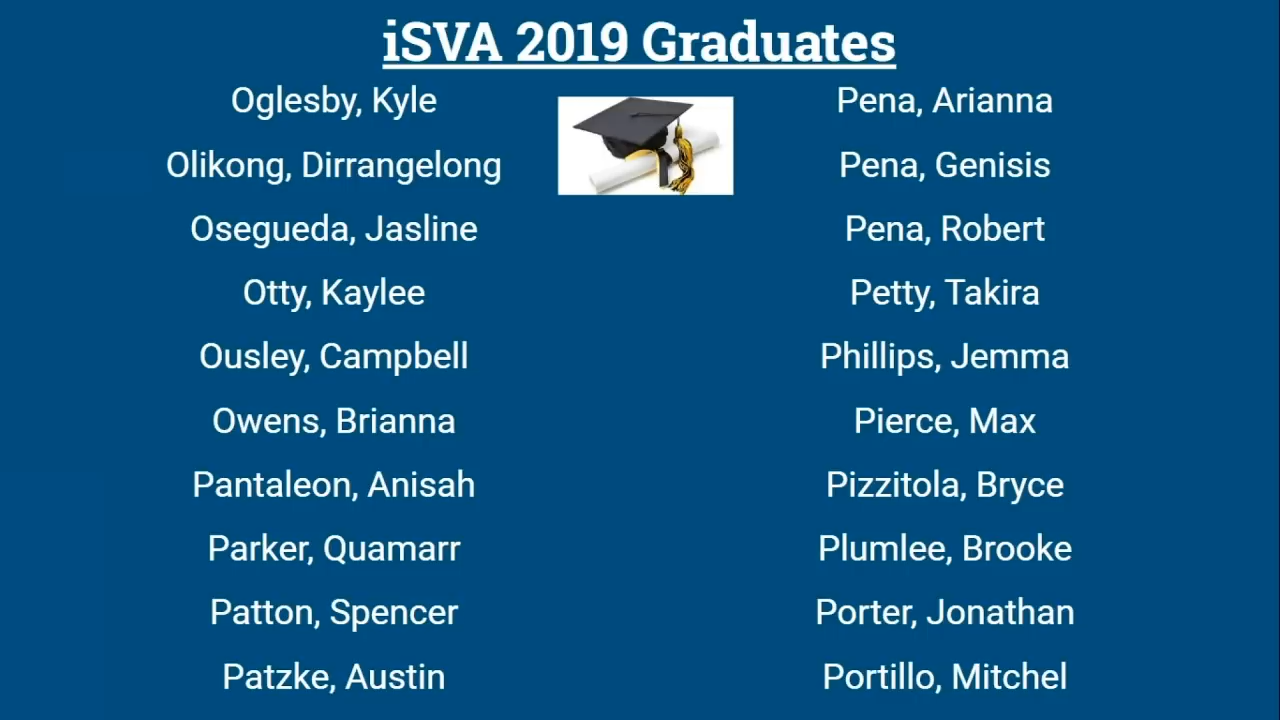 iSVA 2019 Graduates
Oglesby, Kyle
Olikong, Dirrangelong
Osegueda, Jasline
Otty, Kaylee
Ousley, Campbell
Owens, Brianna
Pantaleon, Anisah
Parker, Quamarr
Patton, Spencer
Patzke, Austin
Pena, Arianna
Pena, Genisis
Pena, Robert
Petty, Takira
Phillips, Jemma
Pierce, Max
Pizzitola, Bryce
Plumlee, Brooke
Porter, Jonathan
Portillo, Mitchel